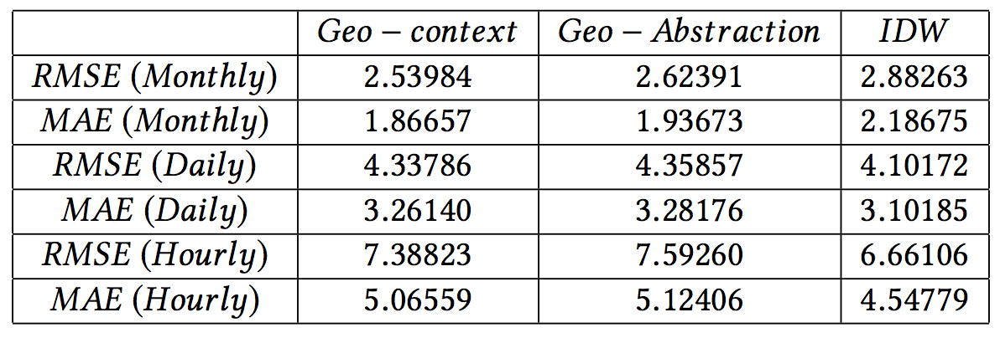 Geo − context Geo − Abstraction IDW
RMSE (Monthly) 2.53984 2.62391 2.88263
MAE (Monthly) 1.86657 1.93673 2.18675
RMSE (Daily) 4.33786 4.35857 4.10172
MAE (Daily) 3.26140 3.28176 3.10185
RMSE (Hourly) 7.38823 7.59260 6.66106
MAE (Hourly) 5.06559 5.12406 4.54779